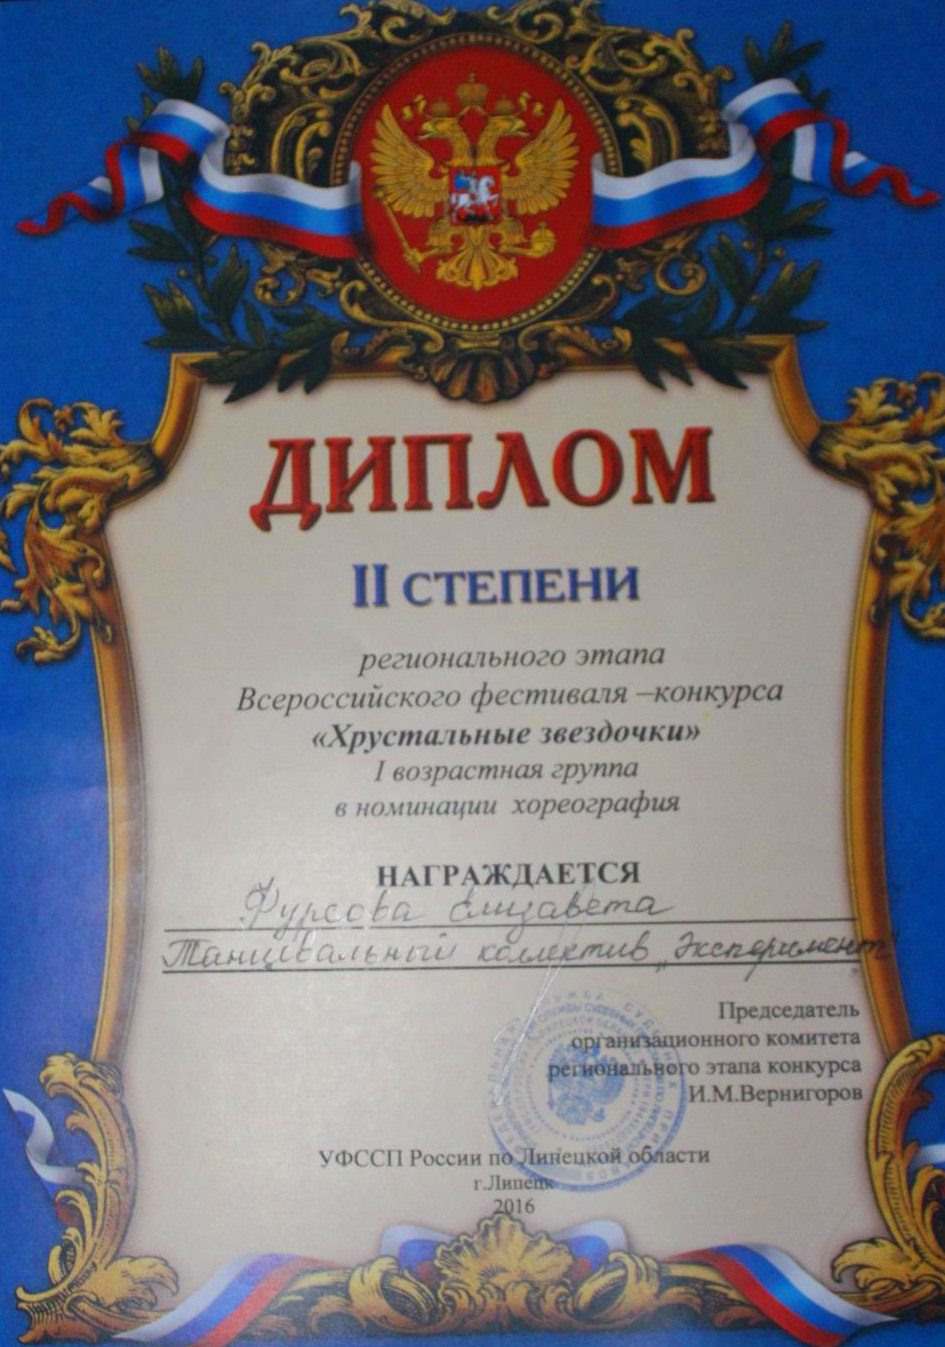 ДИПЛОМ
II СТЕПЕНИ
регионального этапа
Всероссийского фестиваля –конкурса
«Хрустальные звездочки»
I возрастная группа
в номинации хореография
НАГРАЖДАЕТСЯ
Фурсова Елизавета
Танцевальный коллектив „Эксперимент"
Председатель
организационного комитета
регионального этапа конкурса
И.М.Вернигоров
УФССП России по Липецкой области
г.Липецк
2016